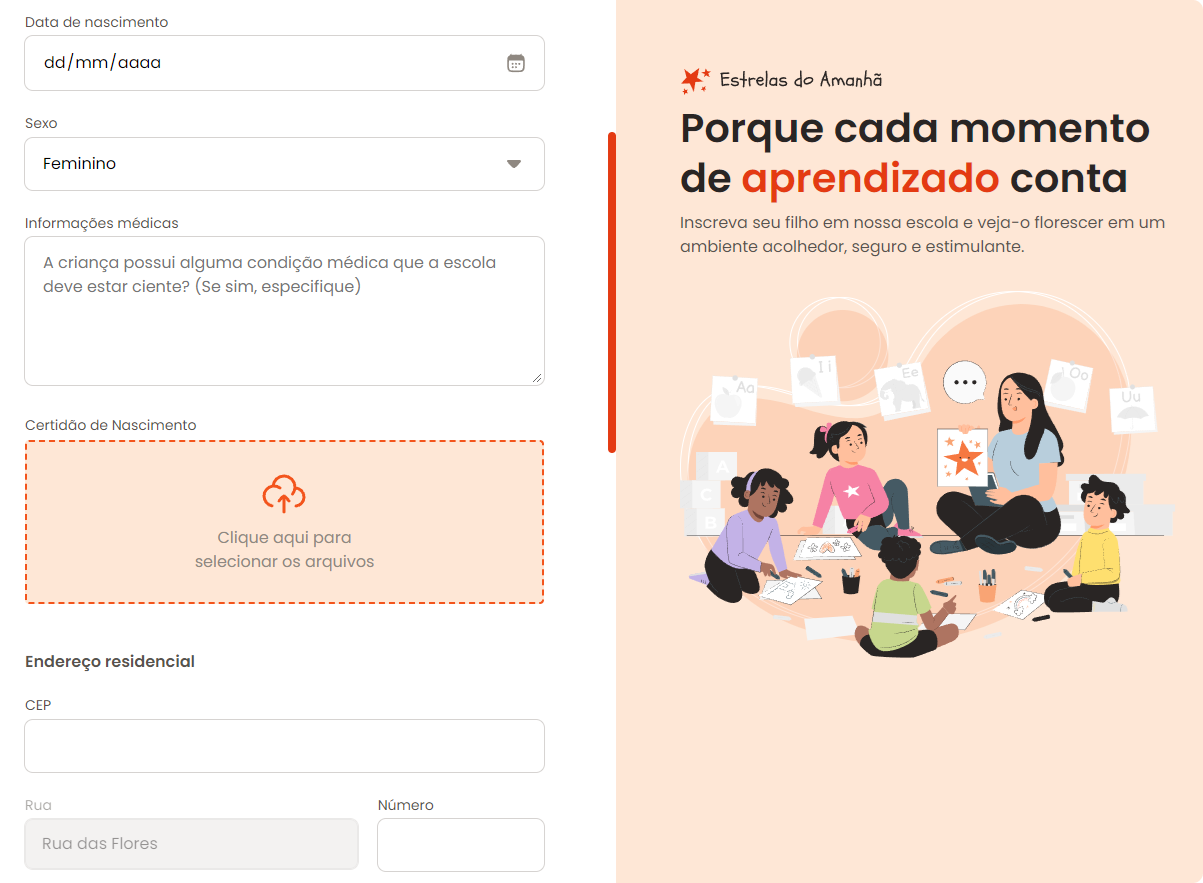 Data de nascimento
dd/mm/aaaa
Sexo
Feminino
Informações médicas
A criança possui alguma condição médica que a escola
deve estar ciente? (Se sim, especifique)
Certidão de Nascimento
Clique aqui para
selecionar os arquivos
Endereço residencial
CEP
Rua
Número
Rua das Flores
Estrelas do Amanhã
Porque cada momento
de aprendizado conta
Inscreva seu filho em nossa escola e veja-o florescer em um
ambiente acolhedor, seguro e estimulante.
Aa
Ii
Ee
Oo
Uu
A
C
B